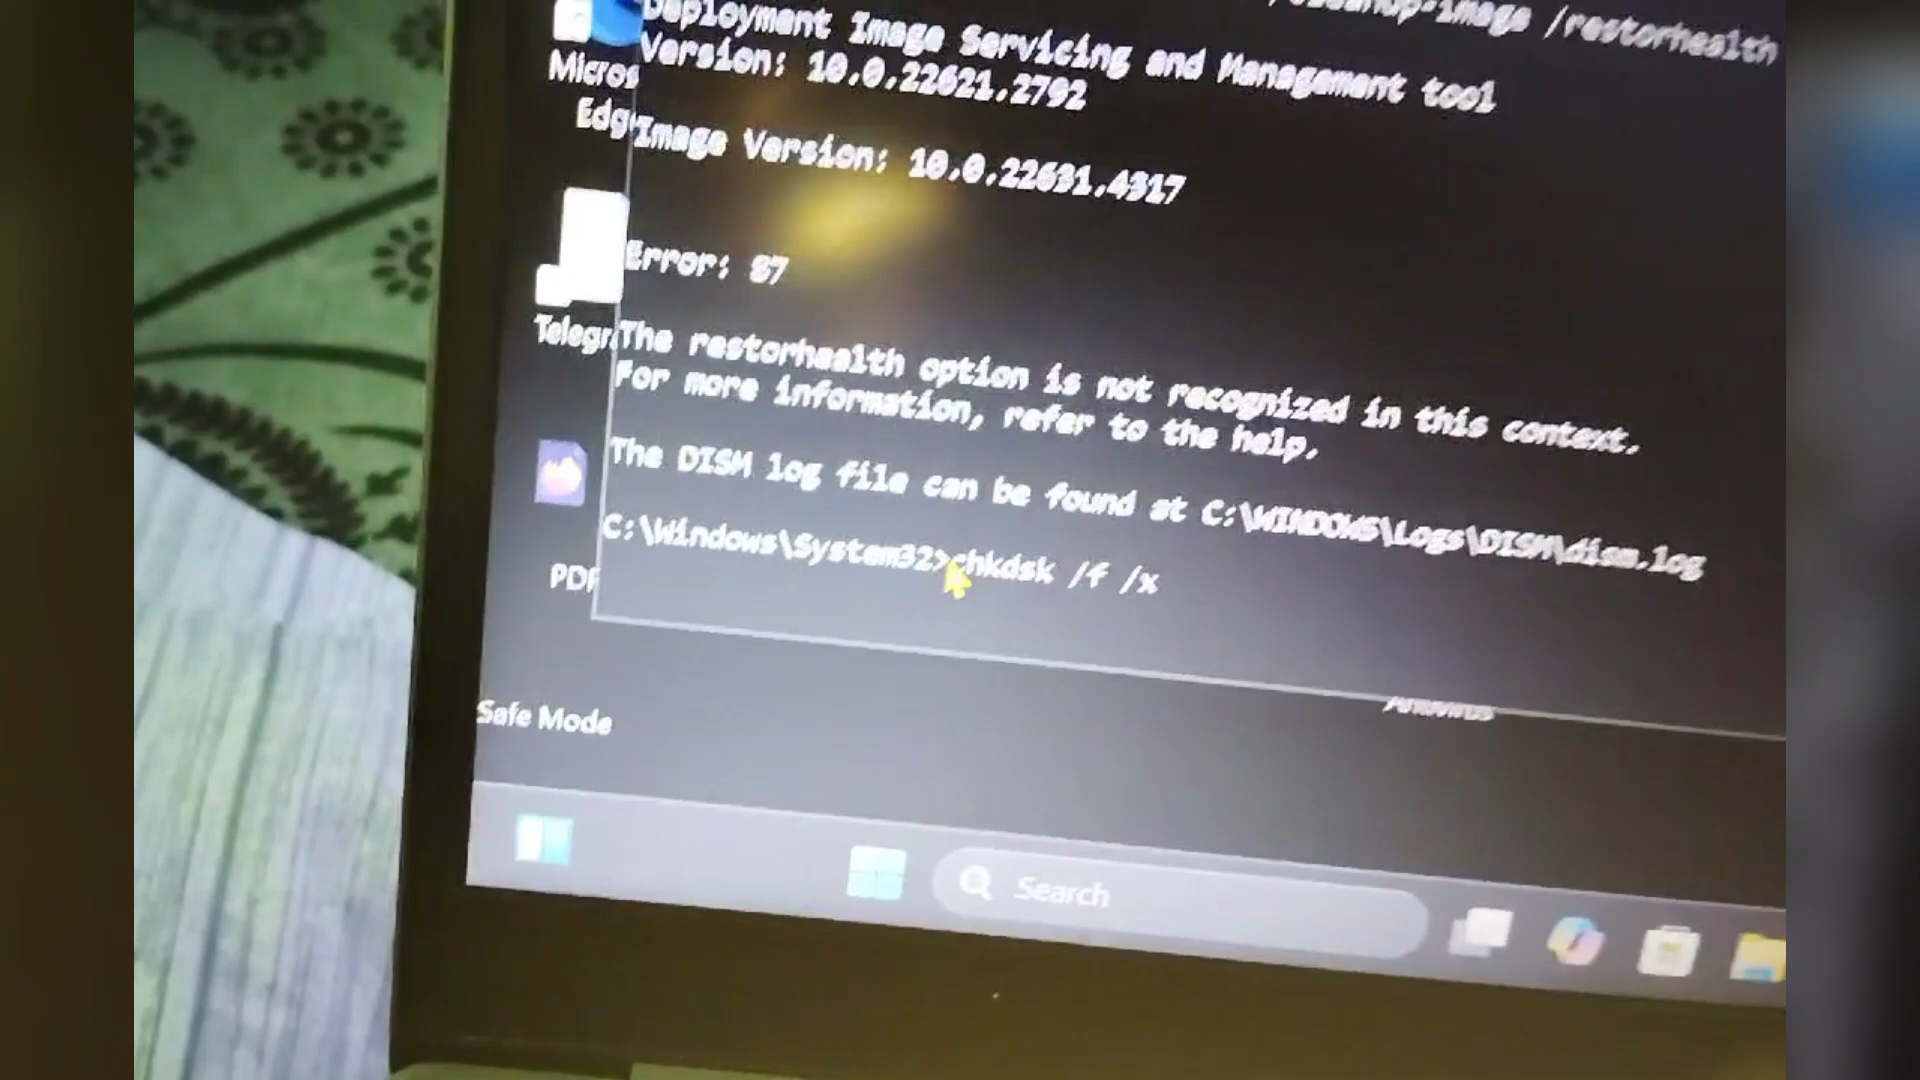 /cleanup-image /restorhealth
Deployment Image Servicing and Management tool
Version: 10.0.22621.2792
Image Version: 10.0.22631.4317
Error: 87
The restorhealth option is not recognized in this context.
For more information, refer to the help.
The DISM log file can be found at C:\WINDOWS\Logs\DISM\dism.log
C:\Windows\System32>chkdsk /f /x
Micros
Edg
Telegr
PDF
Safe Mode
Antivirus
Search